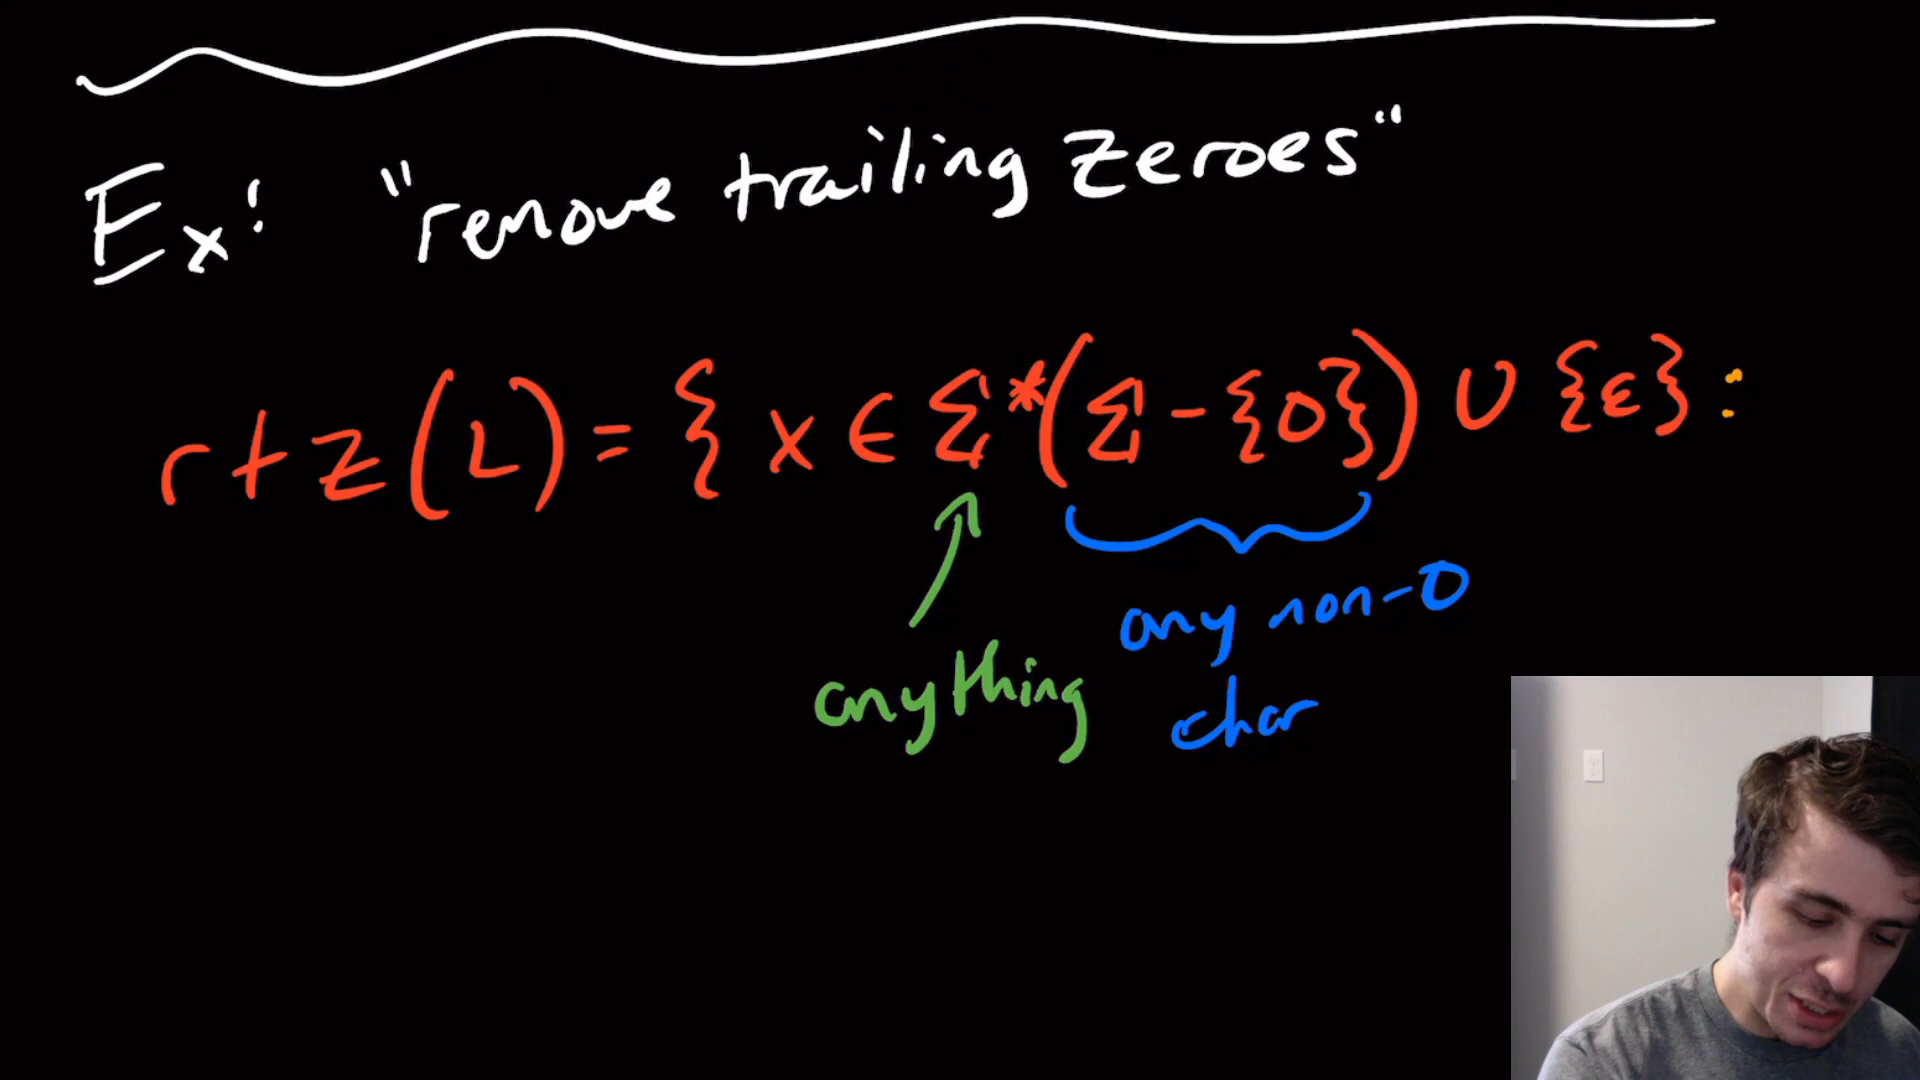 Ex: "remove trailing zeroes"
rtz(L) = { x ∈ Σ*(Σ - {0}) ∪ {ε} :
anything
any non-0
char